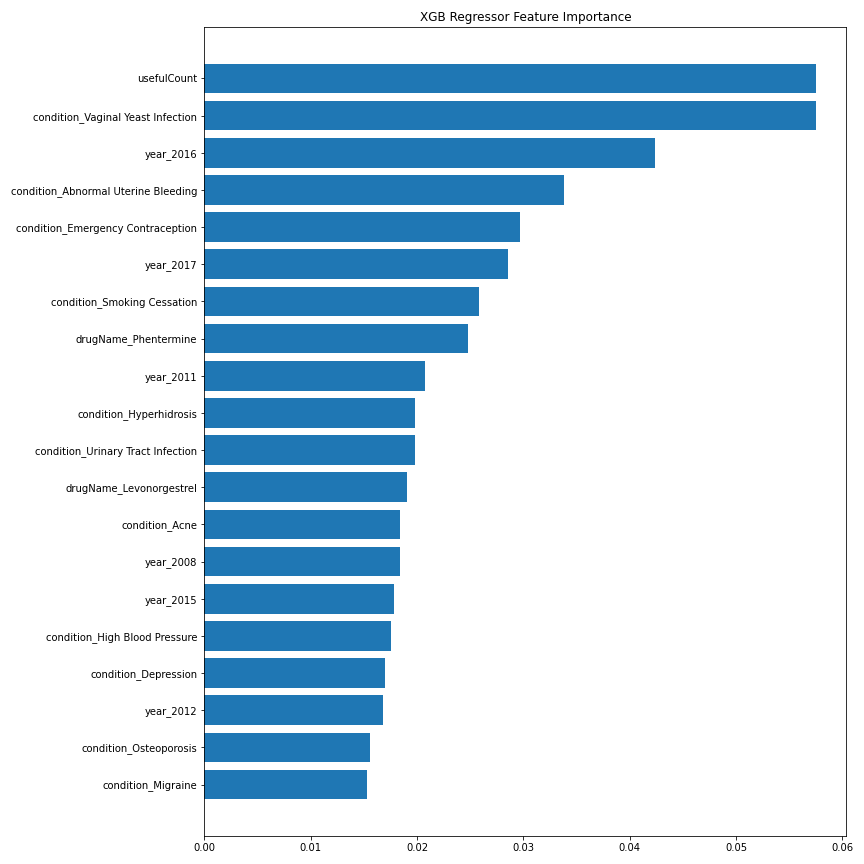 XGB Regressor Feature Importance
usefulCount
condition_Vaginal Yeast Infection
year_2016
condition_Abnormal Uterine Bleeding
condition_Emergency Contraception
year_2017
condition_Smoking Cessation
drugName_Phentermine
year_2011
condition_Hyperhidrosis
condition_Urinary Tract Infection
drugName_Levonorgestrel
condition_Acne
year_2008
year_2015
condition_High Blood Pressure
condition_Depression
year_2012
condition_Osteoporosis
condition_Migraine
0.00 0.01 0.02 0.03 0.04 0.05 0.06